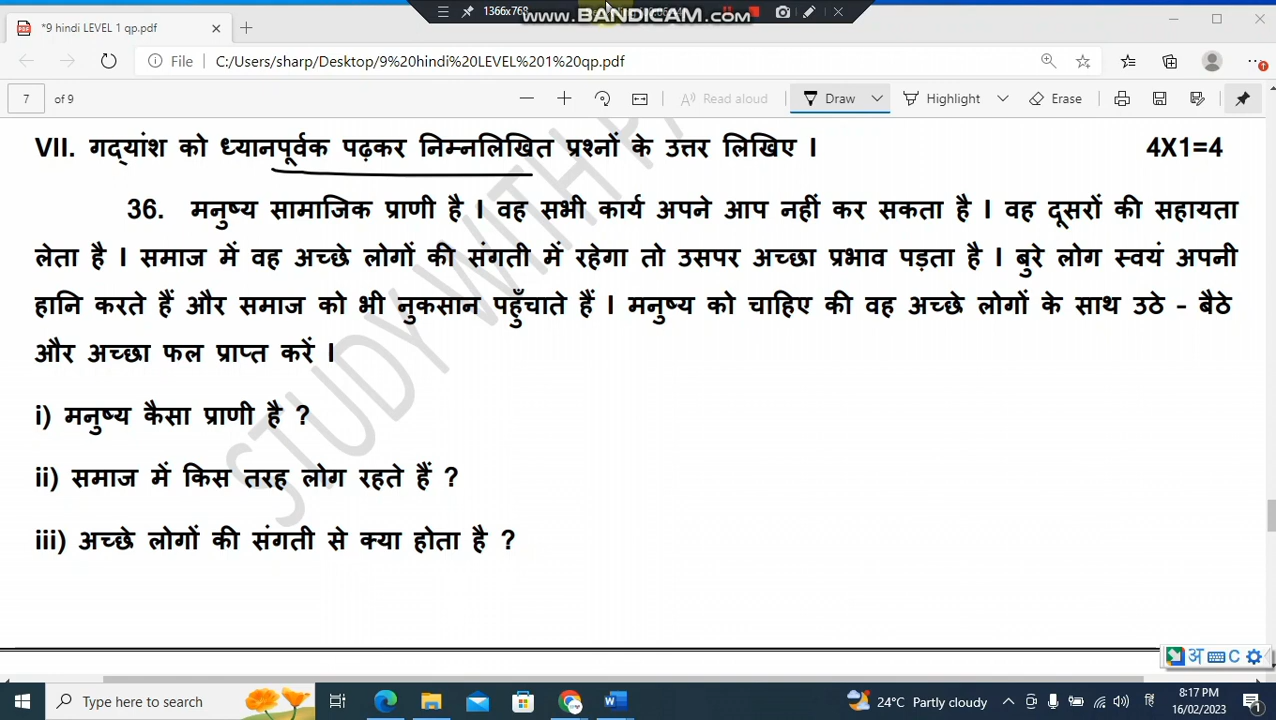 1366x768
www.BANDICAM.com
*9 hindi LEVEL 1 qp.pdf
File C:/Users/sharp/Desktop/9%20hindi%20LEVEL%201%20qp.pdf
7 of 9 Read aloud Draw Highlight Erase
VII. गद्यांश को ध्यानपूर्वक पढ़कर निम्नलिखित प्रश्नों के उत्तर लिखिए I 4X1=4
36. मनुष्य सामाजिक प्राणी है I वह सभी कार्य अपने आप नहीं कर सकता है I वह दूसरों की सहायता
लेता है I समाज में वह अच्छे लोगों की संगती में रहेगा तो उसपर अच्छा प्रभाव पड़ता है I बुरे लोग स्वयं अपनी
हानि करते हैं और समाज को भी नुकसान पहुँचाते हैं I मनुष्य को चाहिए की वह अच्छे लोगों के साथ उठे - बैठे
और अच्छा फल प्राप्त करें I
i) मनुष्य कैसा प्राणी है ?
ii) समाज में किस तरह लोग रहते हैं ?
iii) अच्छे लोगों की संगती से क्या होता है ?
STUDY WITH
अ C
Type here to search 24°C Partly cloudy हिं 8:17 PM
16/02/2023